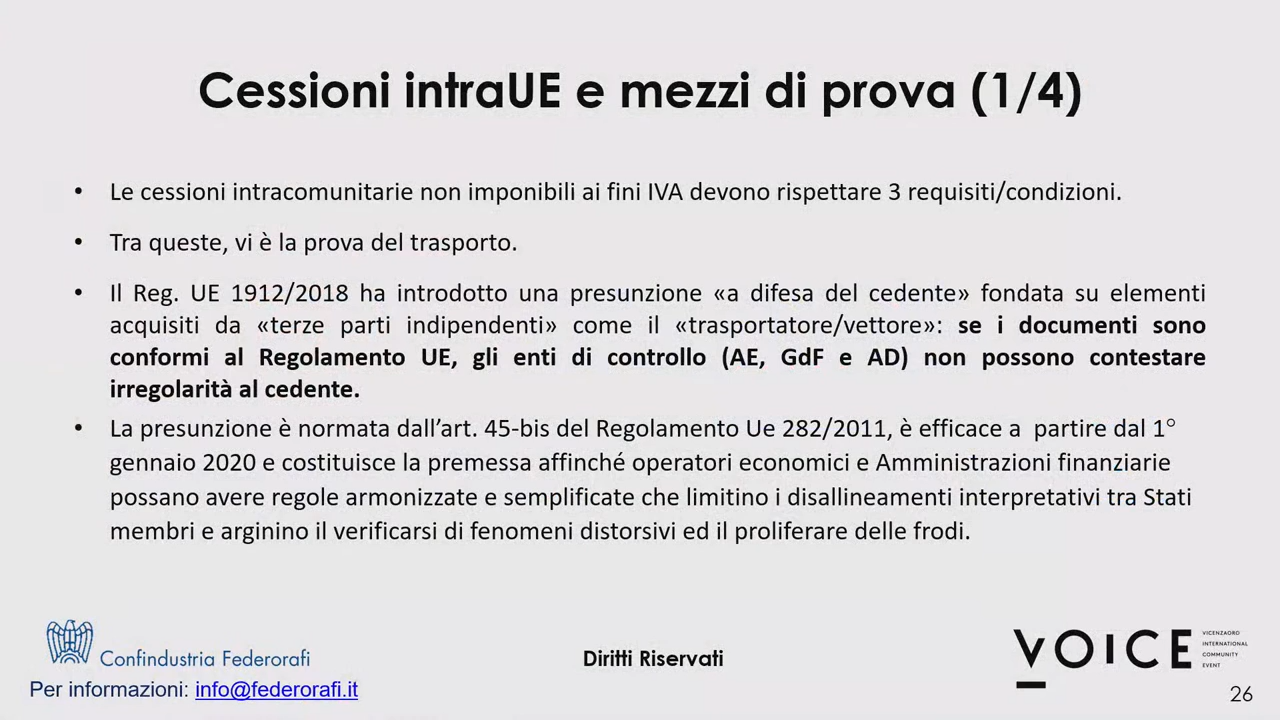 Cessioni intraUE e mezzi di prova (1/4)
• Le cessioni intracomunitarie non imponibili ai fini IVA devono rispettare 3 requisiti/condizioni.
• Tra queste, vi è la prova del trasporto.
• Il Reg. UE 1912/2018 ha introdotto una presunzione «a difesa del cedente» fondata su elementi
acquisiti da «terze parti indipendenti» come il «trasportatore/vettore»: se i documenti sono
conformi al Regolamento UE, gli enti di controllo (AE, GdF e AD) non possono contestare
irregolarità al cedente.
• La presunzione è normata dall’art. 45-bis del Regolamento Ue 282/2011, è efficace a partire dal 1°
gennaio 2020 e costituisce la premessa affinché operatori economici e Amministrazioni finanziarie
possano avere regole armonizzate e semplificate che limitino i disallineamenti interpretativi tra Stati
membri e arginino il verificarsi di fenomeni distorsivi ed il proliferare delle frodi.
Confindustria Federorafi
Per informazioni: info@federorafi.it
Diritti Riservati
VOICE
VICENZAORO
INTERNATIONAL
COMMUNITY
EVENT
26